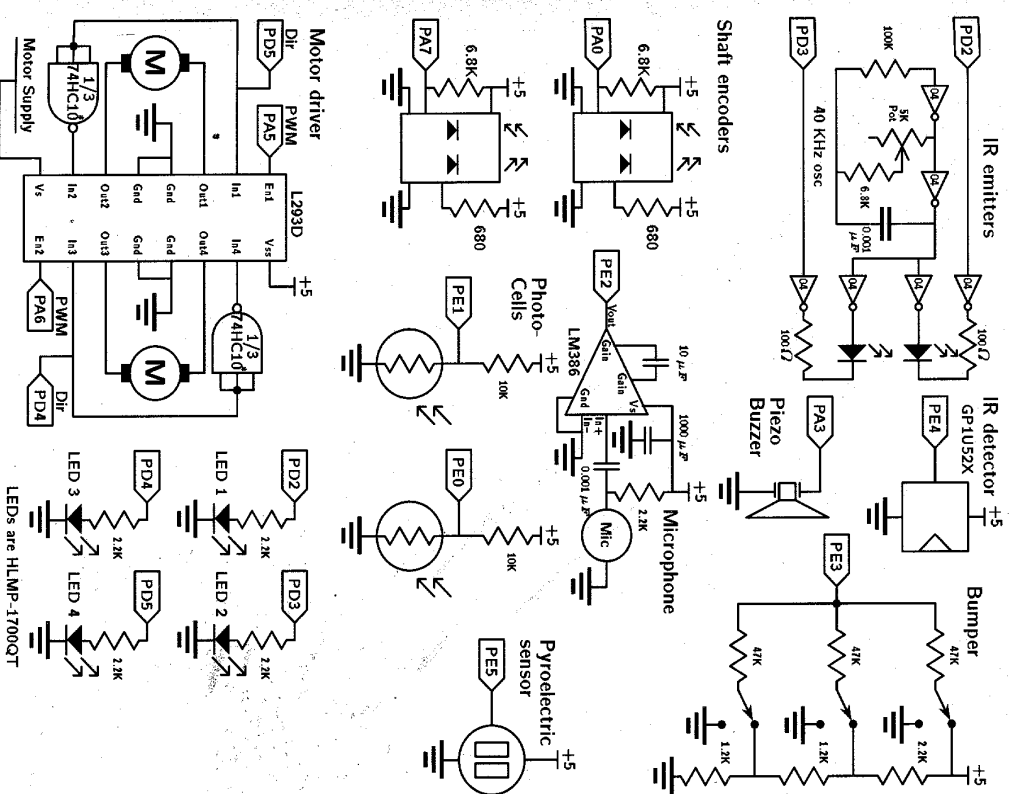 IR emitters
PD2
PD3
100K
04
5K
Pot
04
6.8K
0.001
µF
40 KHz osc
04
04
04
04
100Ω
100Ω
IR detector
GP1U52X
PE4
+5
Piezo
Buzzer
PA3
Bumper
PE3
47K
47K
47K
2.2K
1.2K
1.2K
+5
Shaft encoders
PA0
6.8K
+5
+5
680
PA7
6.8K
+5
+5
680
PE2
Vout
LM386
Gain
Gain
Vs
Gnd
In-
In+
10 µF
1000 µF
0.001 µF
2.2K
+5
Mic
Microphone
Photo-
Cells
PE1
+5
10K
PE0
+5
10K
Pyroelectric
sensor
PE5
+5
Motor driver
Dir
PD5
PWM
PA5
1/3
74HC10
M
Motor Supply
L293D
En1
In1
Out1
Gnd
Gnd
Out2
In2
Vs
Vss
In4
Out4
Gnd
Gnd
Out3
In3
En2
+5
1/3
74HC10
M
PWM
PA6
Dir
PD4
PD2
LED 1
2.2K
PD3
LED 2
2.2K
PD4
LED 3
2.2K
PD5
LED 4
2.2K
LEDs are HLMP-1700QT